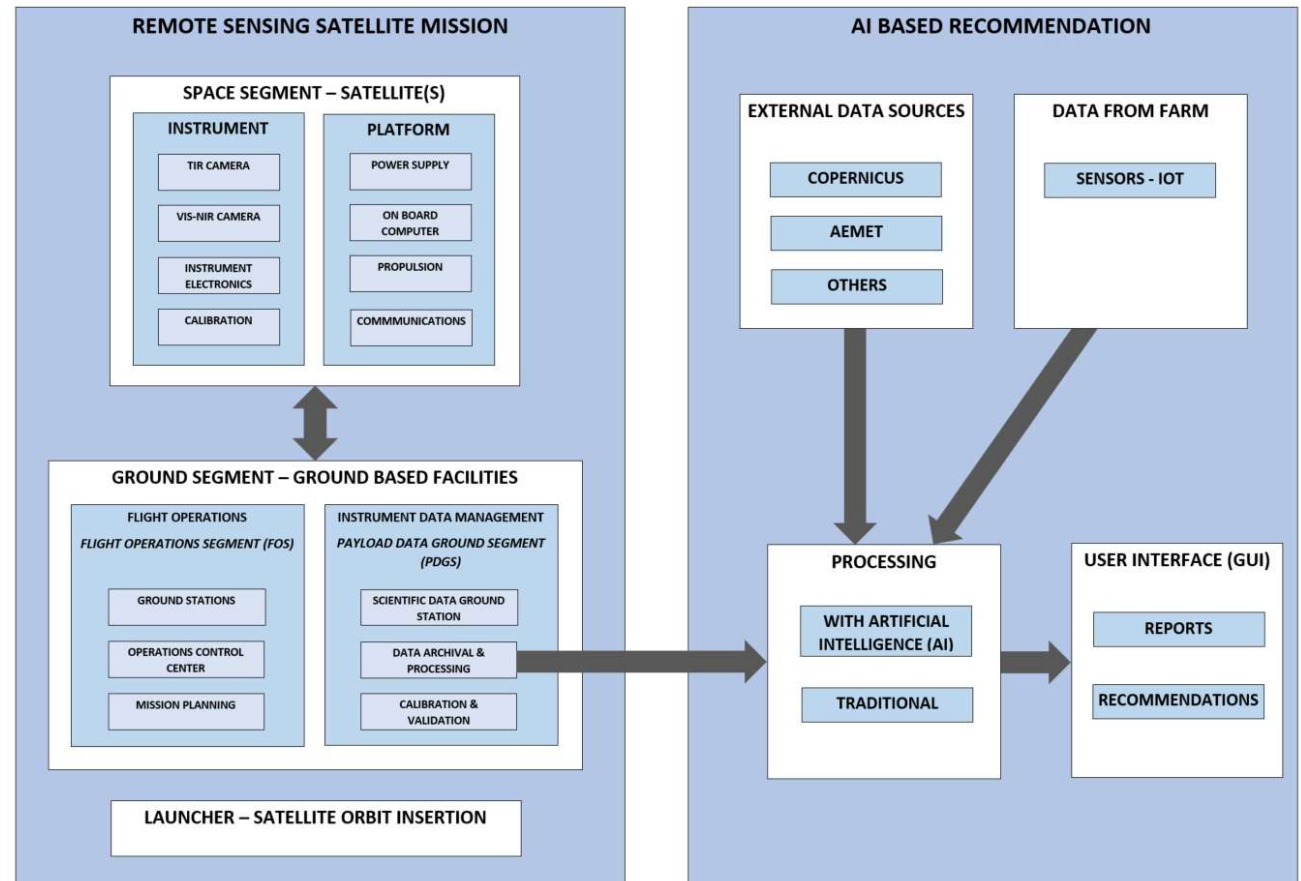 REMOTE SENSING SATELLITE MISSION
SPACE SEGMENT – SATELLITE(S)
INSTRUMENT
TIR CAMERA
VIS-NIR CAMERA
INSTRUMENT
ELECTRONICS
CALIBRATION
PLATFORM
POWER SUPPLY
ON BOARD
COMPUTER
PROPULSION
COMMMUNICATIONS
GROUND SEGMENT – GROUND BASED FACILITIES
FLIGHT OPERATIONS
FLIGHT OPERATIONS SEGMENT (FOS)
GROUND STATIONS
OPERATIONS CONTROL
CENTER
MISSION PLANNING
INSTRUMENT DATA MANAGEMENT
PAYLOAD DATA GROUND SEGMENT
(PDGS)
SCIENTIFIC DATA GROUND
STATION
DATA ARCHIVAL &
PROCESSING
CALIBRATION &
VALIDATION
LAUNCHER – SATELLITE ORBIT INSERTION
AI BASED RECOMMENDATION
EXTERNAL DATA SOURCES
COPERNICUS
AEMET
OTHERS
DATA FROM FARM
SENSORS - IOT
PROCESSING
WITH ARTIFICIAL
INTELLIGENCE (AI)
TRADITIONAL
USER INTERFACE (GUI)
REPORTS
RECOMMENDATIONS